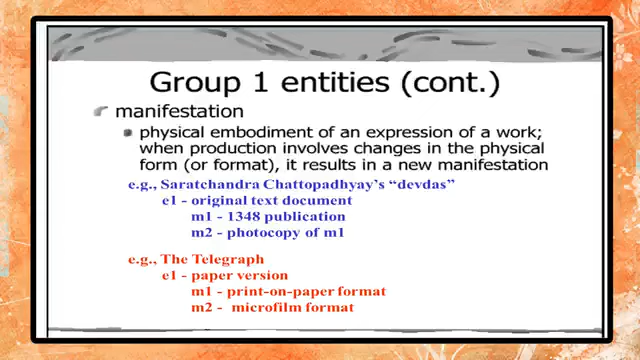 Group 1 entities (cont.)
manifestation
physical embodiment of an expression of a work;
when production involves changes in the physical
form (or format), it results in a new manifestation
e.g., Saratchandra Chattopadhyay's "devdas"
e1 - original text document
m1 - 1348 publication
m2 - photocopy of m1
e.g., The Telegraph
e1 - paper version
m1 - print-on-paper format
m2 - microfilm format